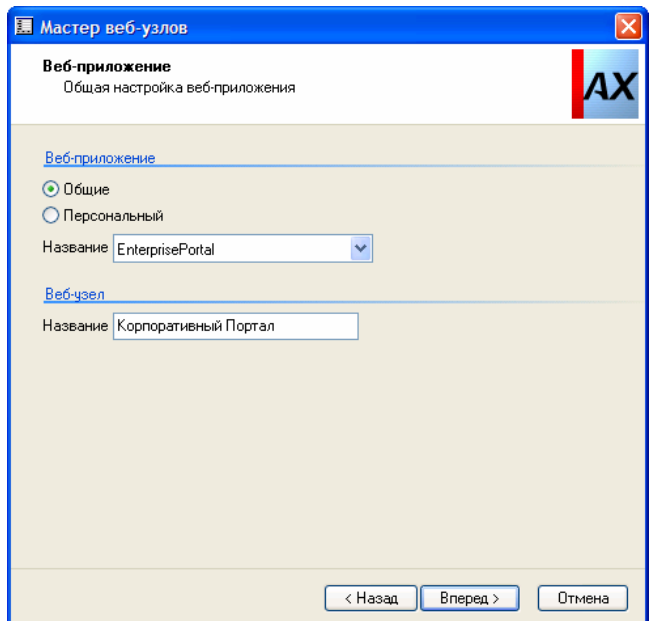 Мастер веб-узлов
Веб-приложение
Общая настройка веб-приложения
AX
Веб-приложение
Общие
Персональный
Название EnterprisePortal
Веб-узел
Название Корпоративный Портал
< Назад Вперед > Отмена